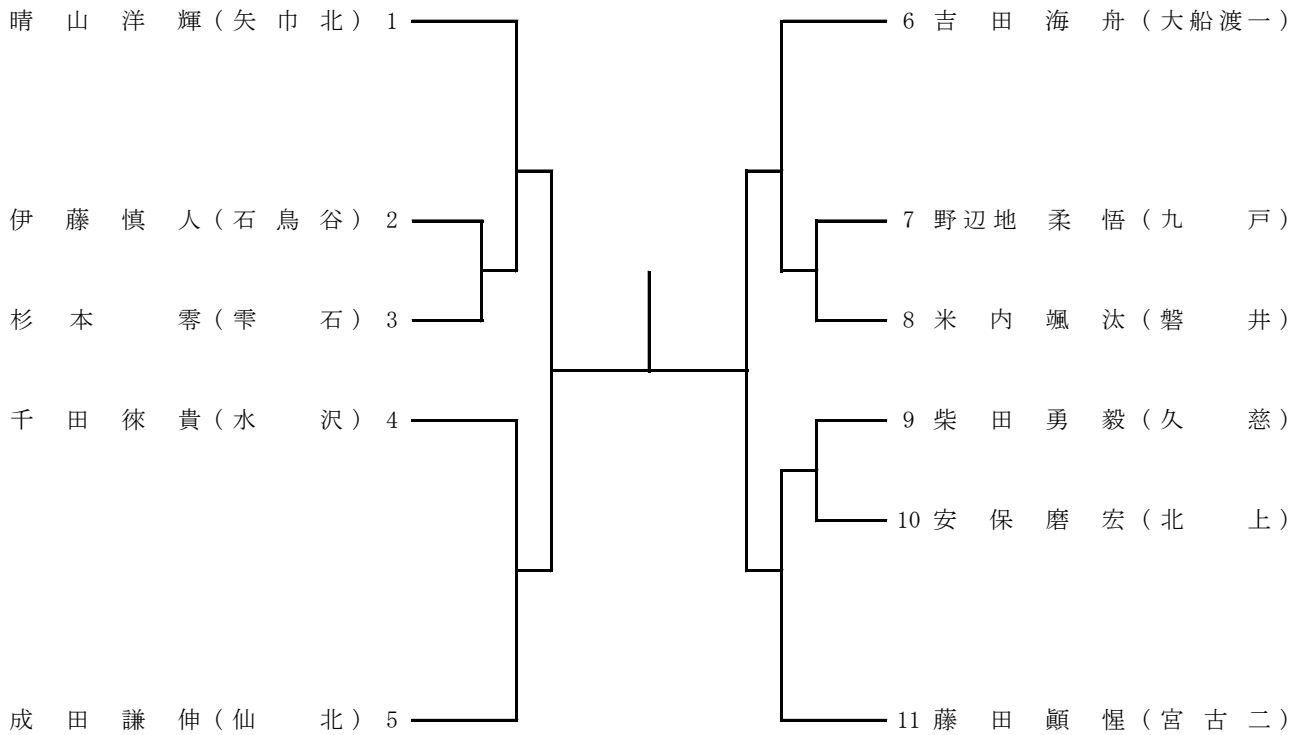 晴山洋輝(矢巾北) 1
伊藤慎人(石鳥谷) 2
杉本零(雫石) 3
千田徠貴(水沢) 4
成田謙伸(仙北) 5
6 吉田海舟(大船渡一)
7 野辺地柔悟(九戸)
8 米内颯汰(磐井)
9 柴田勇毅(久慈)
10 安保磨宏(北上)
11 藤田顕惺(宮古二)